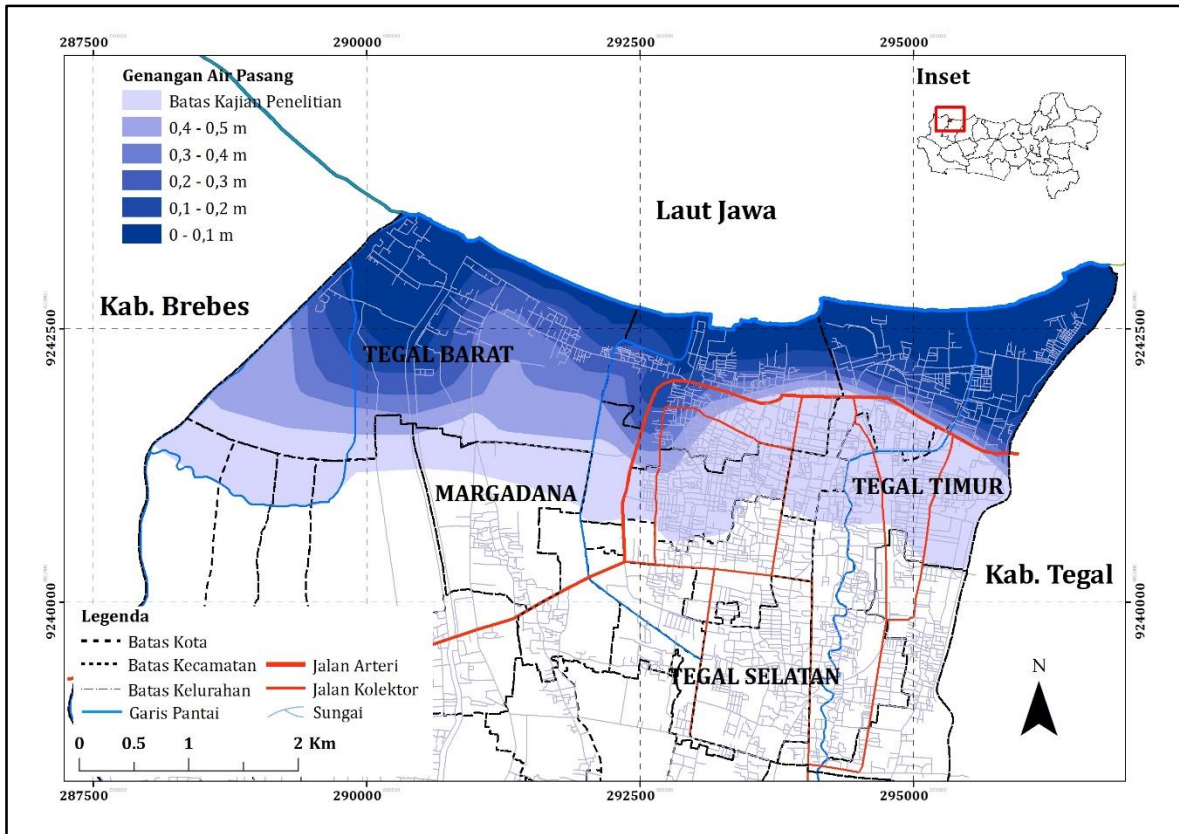 287500 290000 292500 295000
Genangan Air Pasang
Batas Kajian Penelitian
0,4 - 0,5 m
0,3 - 0,4 m
0,2 - 0,3 m
0,1 - 0,2 m
0 - 0,1 m
Inset
Laut Jawa
Kab. Brebes
9242500
9242500
TEGAL BARAT
MARGADANA
TEGAL TIMUR
Kab. Tegal
9240000
9240000
TEGAL SELATAN
Legenda
Batas Kota
Batas Kecamatan
Batas Kelurahan
Garis Pantai
Jalan Arteri
Jalan Kolektor
Sungai
N
0 0.5 1 2 Km
287500 290000 292500 295000